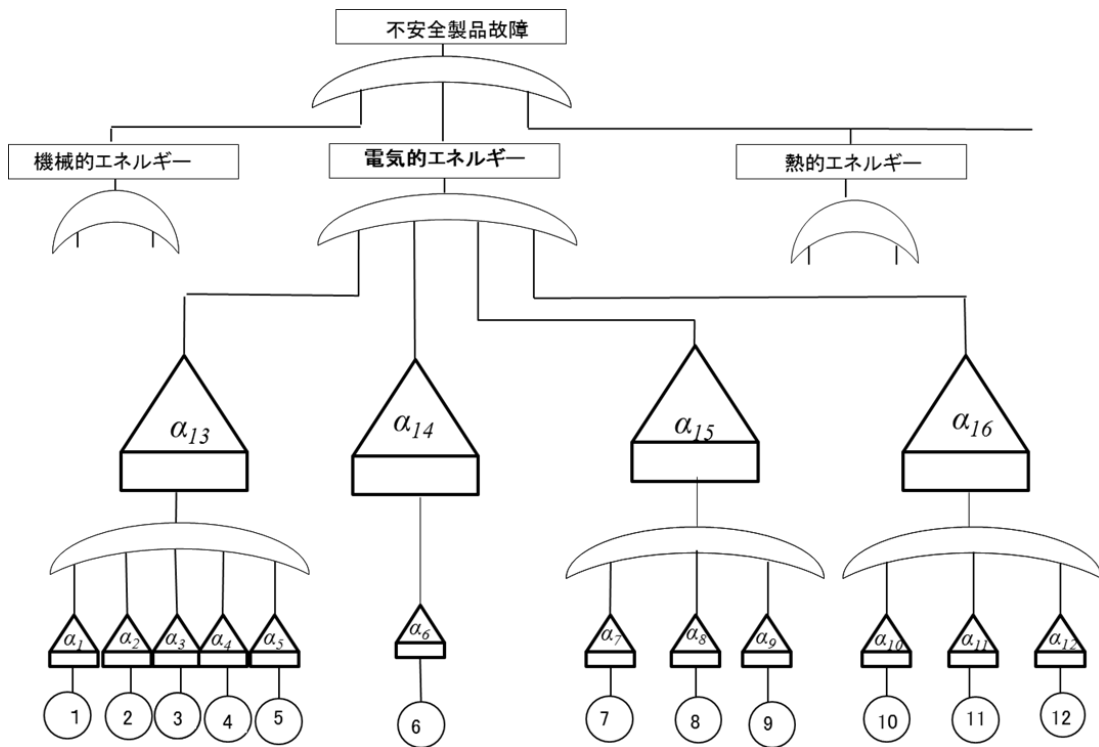 不安全製品故障
機械的エネルギー
電気的エネルギー
熱的エネルギー
α13
α14
α15
α16
α1
α2
α3
α4
α5
α6
α7
α8
α9
α10
α11
α12
1
2
3
4
5
6
7
8
9
10
11
12